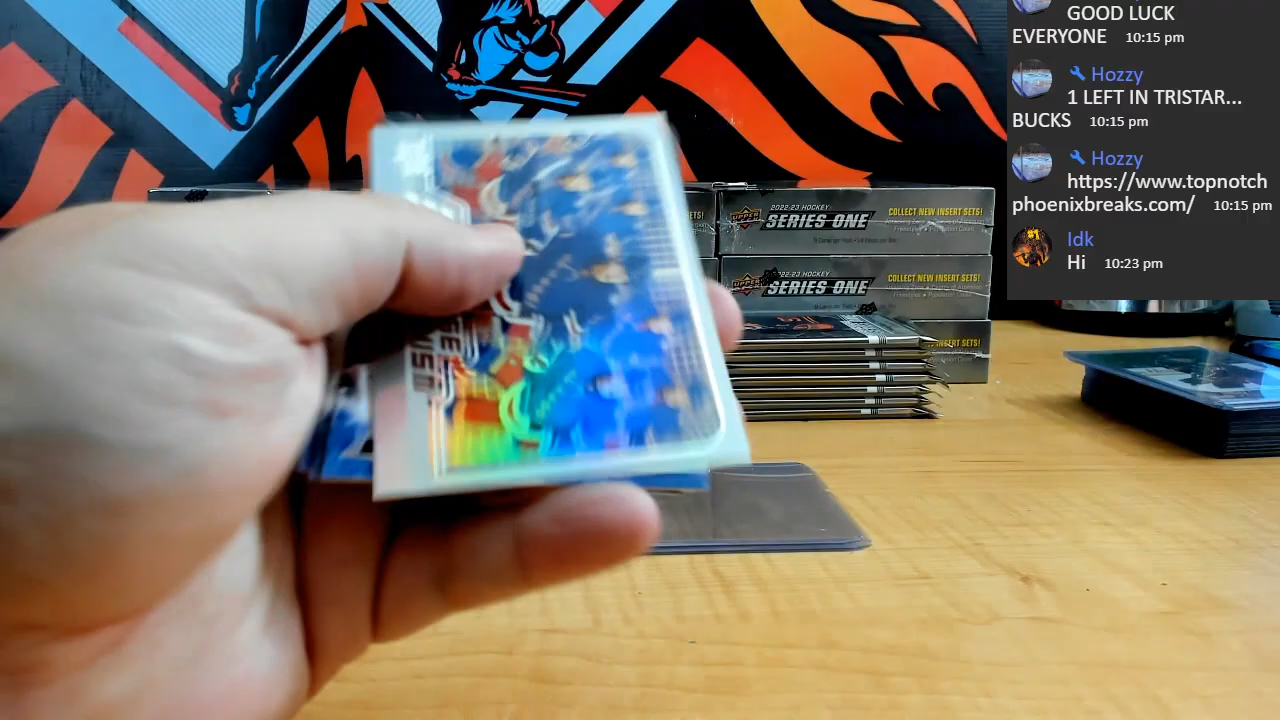 GOOD LUCK
EVERYONE 10:15 pm
Hozzy
1 LEFT IN TRISTAR...
BUCKS 10:15 pm
Hozzy
https://www.topnotch
phoenixbreaks.com/ 10:15 pm
Idk
Hi 10:23 pm
2022-23 HOCKEY
UPPER DECK SERIES ONE
COLLECT NEW INSERT SETS!
2022-23 HOCKEY
UPPER DECK SERIES ONE
COLLECT NEW INSERT SETS!
INSERT SETS!